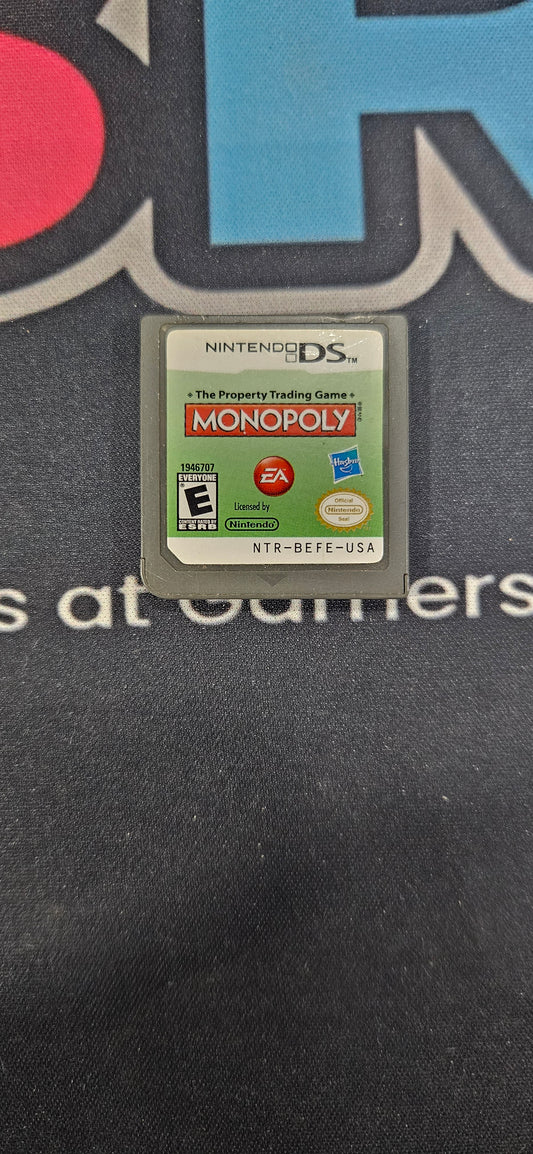 NINTENDO DS™
The Property Trading Game
MONOPOLY
1946707
EVERYONE
E
CONTENT RATED BY
ESRB
EA
Hasbro
Licensed by
Nintendo
Official
Nintendo
Seal
NTR-BEFE-USA
s at Gamers